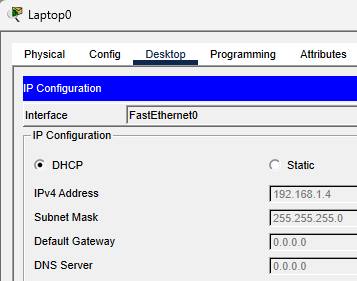 Laptop0
Physical Config Desktop Programming Attributes
IP Configuration
Interface FastEthernet0
IP Configuration
DHCP Static
IPv4 Address 192.168.1.4
Subnet Mask 255.255.255.0
Default Gateway 0.0.0.0
DNS Server 0.0.0.0